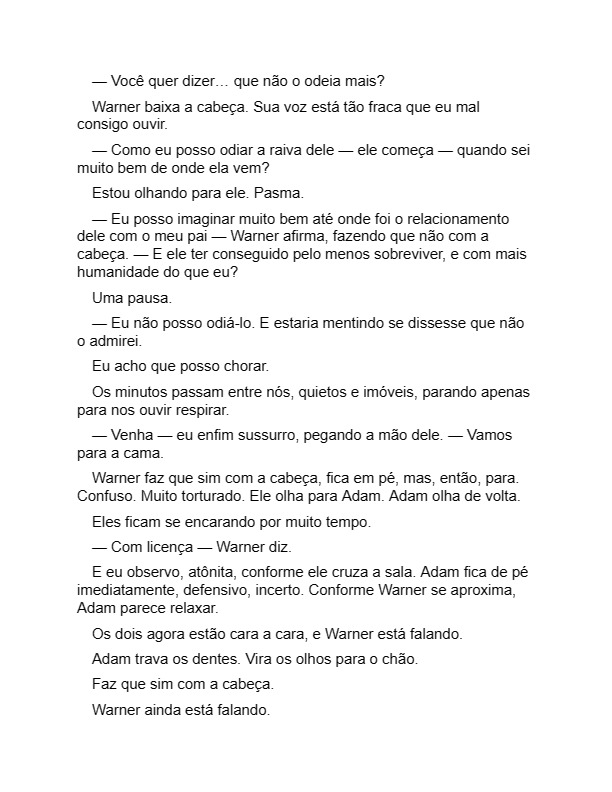 — Você quer dizer… que não o odeia mais?
Warner baixa a cabeça. Sua voz está tão fraca que eu mal
consigo ouvir.
— Como eu posso odiar a raiva dele — ele começa — quando sei
muito bem de onde ela vem?
Estou olhando para ele. Pasma.
— Eu posso imaginar muito bem até onde foi o relacionamento
dele com o meu pai — Warner afirma, fazendo que não com a
cabeça. — E ele ter conseguido pelo menos sobreviver, e com mais
humanidade do que eu?
Uma pausa.
— Eu não posso odiá-lo. E estaria mentindo se dissesse que não
o admirei.
Eu acho que posso chorar.
Os minutos passam entre nós, quietos e imóveis, parando apenas
para nos ouvir respirar.
— Venha — eu enfim sussurro, pegando a mão dele. — Vamos
para a cama.
Warner faz que sim com a cabeça, fica em pé, mas, então, para.
Confuso. Muito torturado. Ele olha para Adam. Adam olha de volta.
Eles ficam se encarando por muito tempo.
— Com licença — Warner diz.
E eu observo, atônita, conforme ele cruza a sala. Adam fica de pé
imediatamente, defensivo, incerto. Conforme Warner se aproxima,
Adam parece relaxar.
Os dois agora estão cara a cara, e Warner está falando.
Adam trava os dentes. Vira os olhos para o chão.
Faz que sim com a cabeça.
Warner ainda está falando.